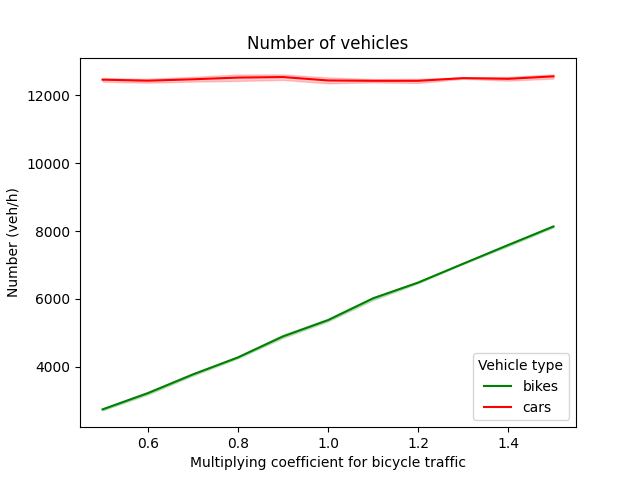 Number of vehicles
Number (veh/h)
12000
10000
8000
6000
4000
0.6
0.8
1.0
1.2
1.4
Multiplying coefficient for bicycle traffic
Vehicle type
bikes
cars